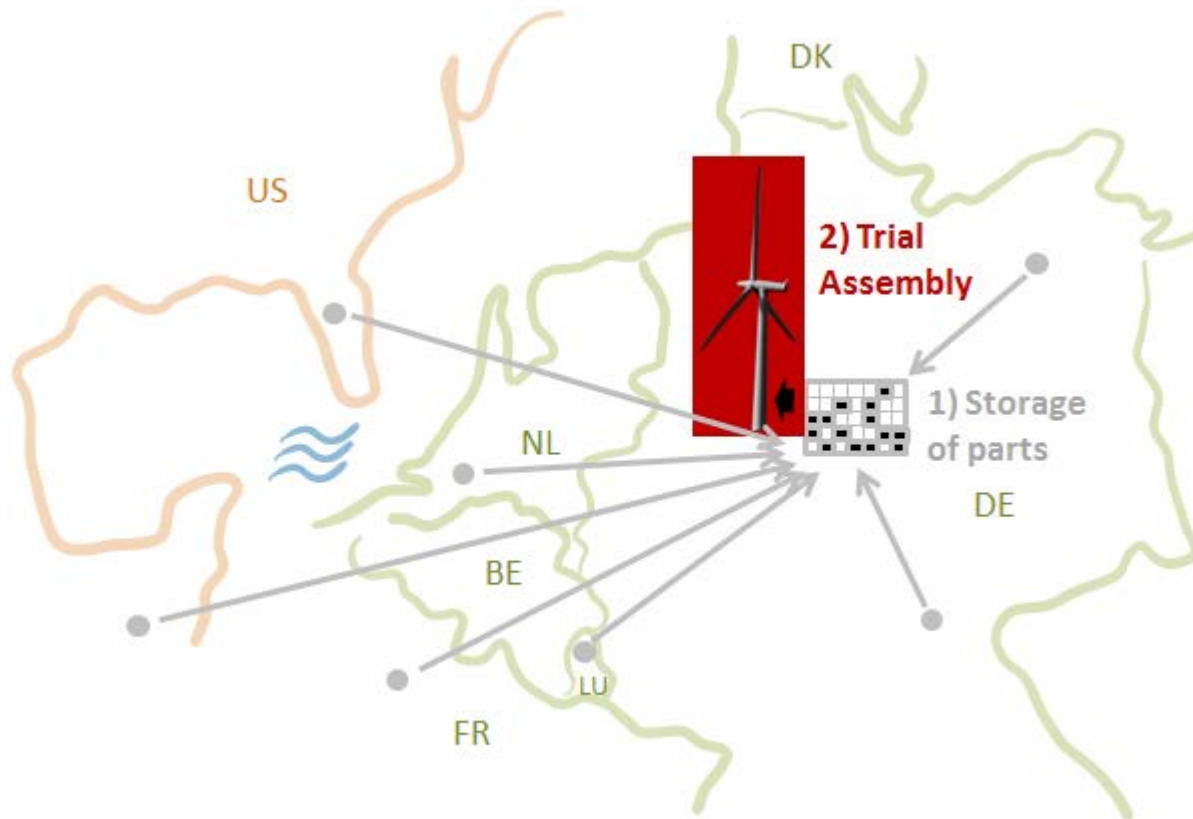 DK
US
2) Trial
Assembly
1) Storage
of parts
NL
DE
BE
LU
FR